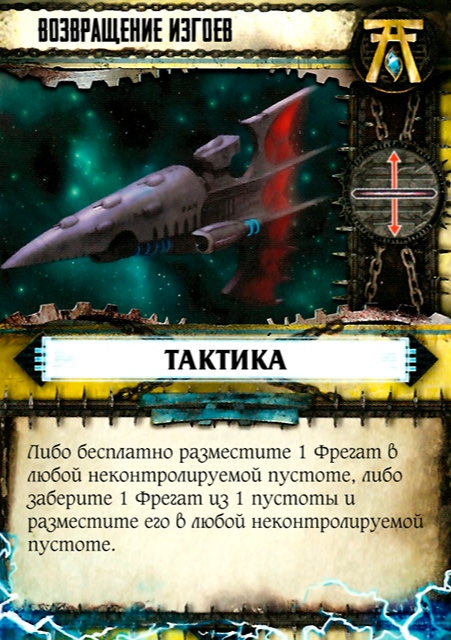 ВОЗВРАЩЕНИЕ ИЗГОЕВ
ТАКТИКА
Либо бесплатно разместите 1 Фрегат в
любой неконтролируемой пустоте, либо
заберите 1 Фрегат из 1 пустоты и
разместите его в любой неконтролируемой
пустоте.